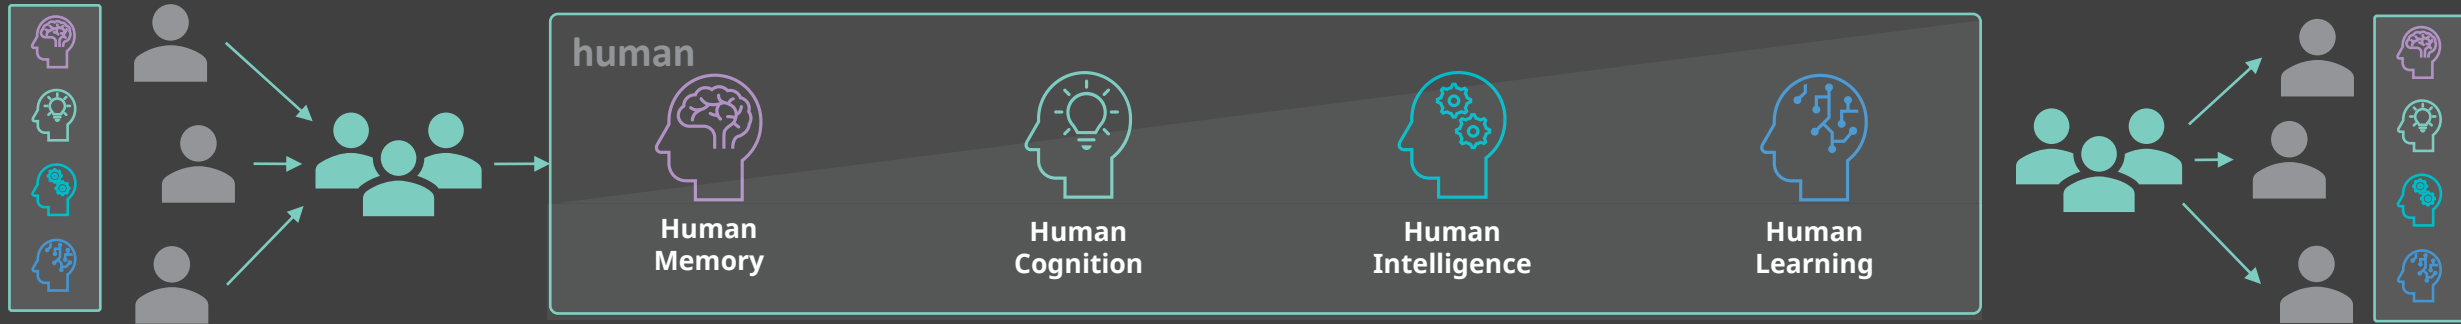 human
Human
Memory
Human
Cognition
Human
Intelligence
Human
Learning